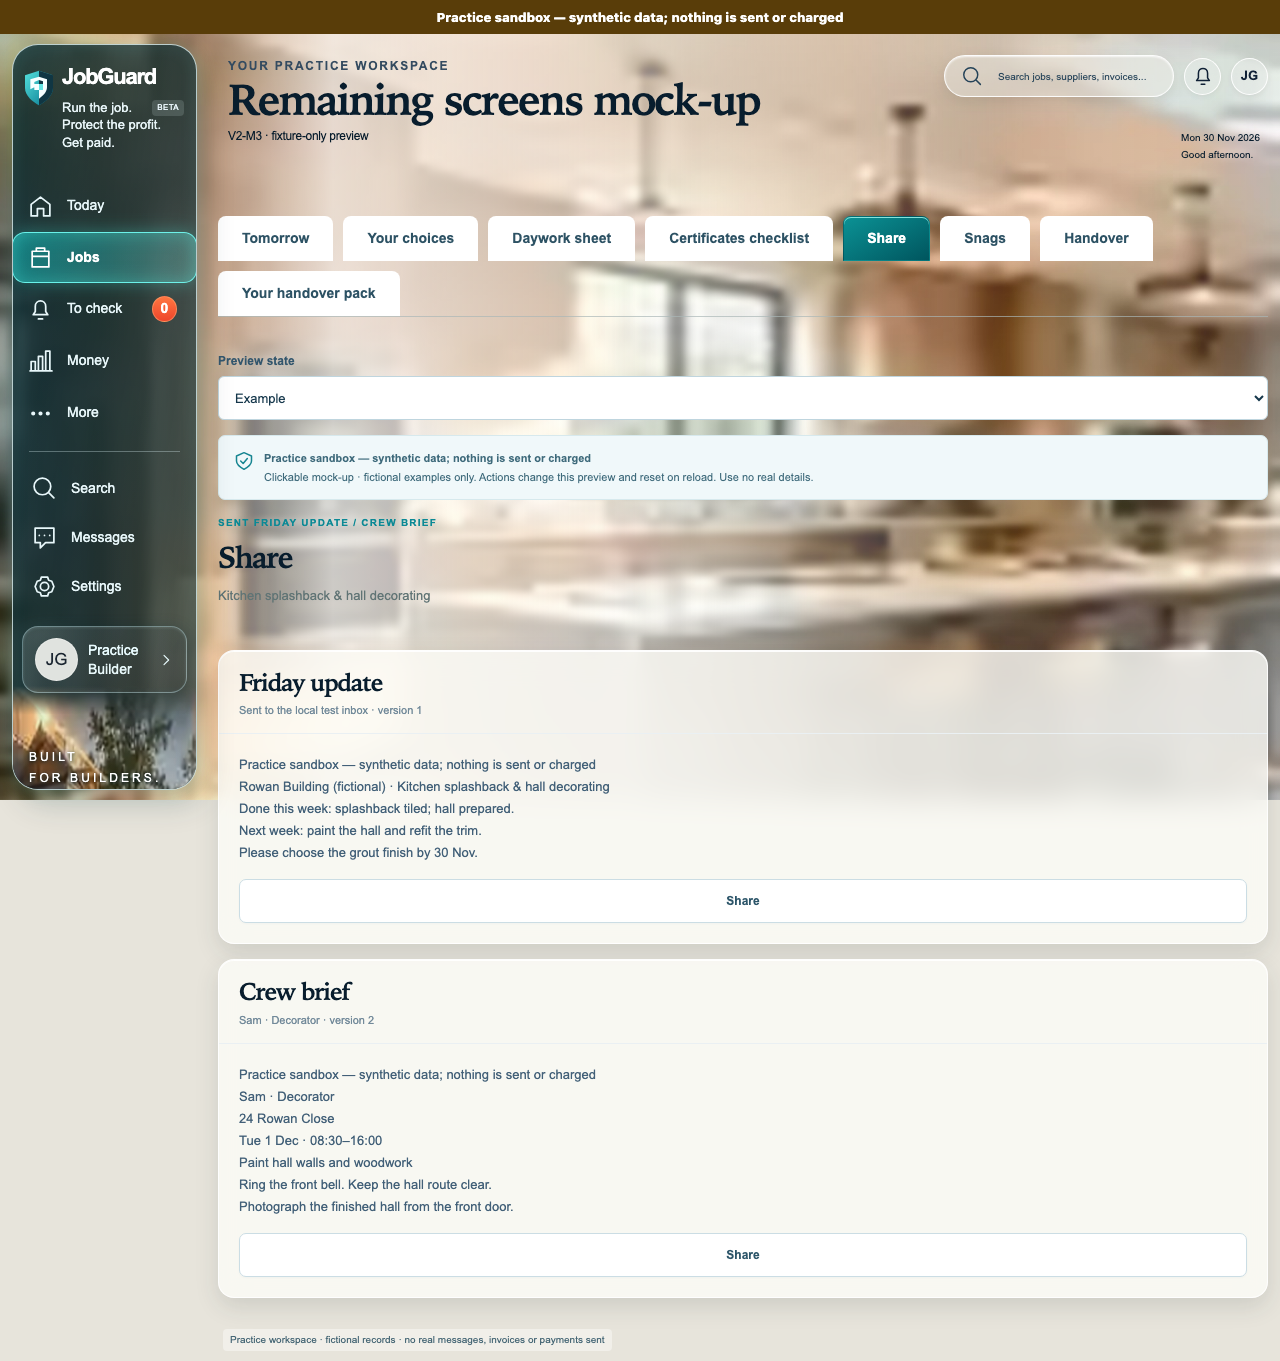 Practice sandbox — synthetic data; nothing is sent or charged
JobGuard
Run the job.
BETA
Protect the profit.
Get paid.
Today
Jobs
To check
0
Money
More
Search
Messages
Settings
JG
Practice
Builder
BUILT
FOR BUILDERS.
YOUR PRACTICE WORKSPACE
Remaining screens mock-up
V2-M3 · fixture-only preview
Search jobs, suppliers, invoices...
JG
Mon 30 Nov 2026
Good afternoon.
Tomorrow
Your choices
Daywork sheet
Certificates checklist
Share
Snags
Handover
Your handover pack
Preview state
Example
Practice sandbox — synthetic data; nothing is sent or charged
Clickable mock-up · fictional examples only. Actions change this preview and reset on reload. Use no real details.
SENT FRIDAY UPDATE / CREW BRIEF
Share
Kitchen splashback & hall decorating
Friday update
Sent to the local test inbox · version 1
Practice sandbox — synthetic data; nothing is sent or charged
Rowan Building (fictional) · Kitchen splashback & hall decorating
Done this week: splashback tiled; hall prepared.
Next week: paint the hall and refit the trim.
Please choose the grout finish by 30 Nov.
Share
Crew brief
Sam · Decorator · version 2
Practice sandbox — synthetic data; nothing is sent or charged
Sam · Decorator
24 Rowan Close
Tue 1 Dec · 08:30–16:00
Paint hall walls and woodwork
Ring the front bell. Keep the hall route clear.
Photograph the finished hall from the front door.
Share
Practice workspace · fictional records · no real messages, invoices or payments sent